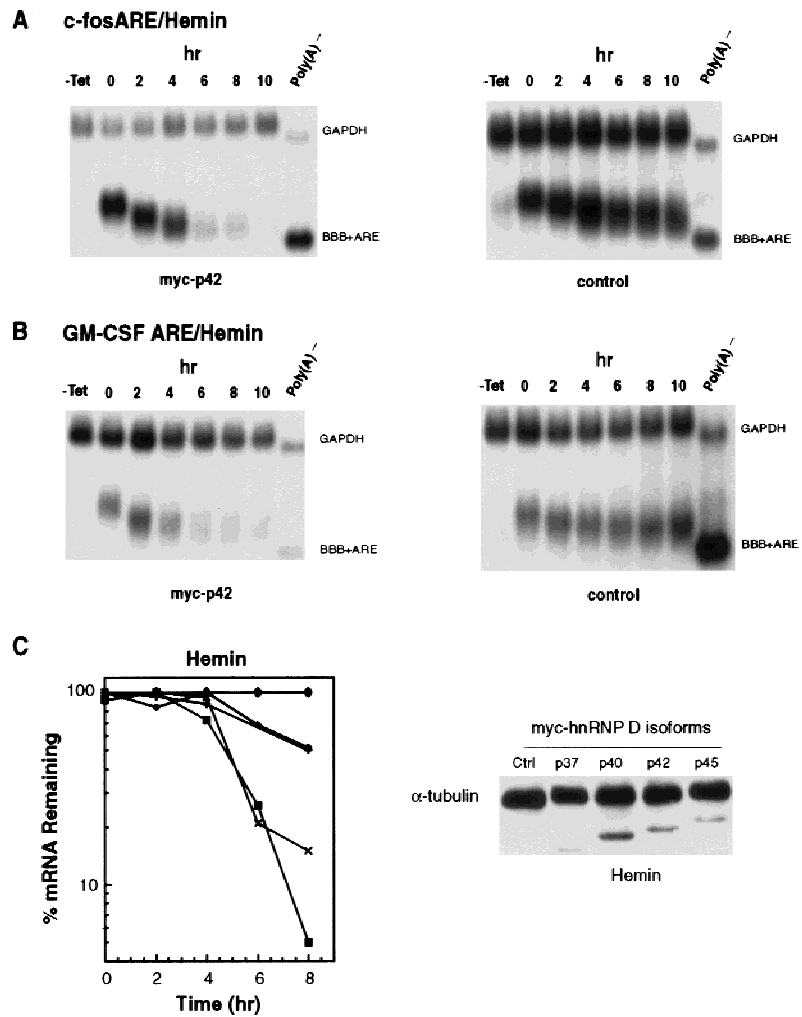 A c-fosARE/Hemin
hr
-Tet 0 2 4 6 8 10 Poly(A)-
GAPDH
BBB+ARE
myc-p42
hr
-Tet 0 2 4 6 8 10 Poly(A)-
GAPDH
BBB+ARE
control
B GM-CSF ARE/Hemin
hr
-Tet 0 2 4 6 8 10 Poly(A)-
GAPDH
BBB+ARE
myc-p42
hr
-Tet 0 2 4 6 8 10 Poly(A)-
GAPDH
BBB+ARE
control
C
Hemin
100
10
% mRNA Remaining
0 2 4 6 8
Time (hr)
myc-hnRNP D isoforms
Ctrl p37 p40 p42 p45
α-tubulin
Hemin